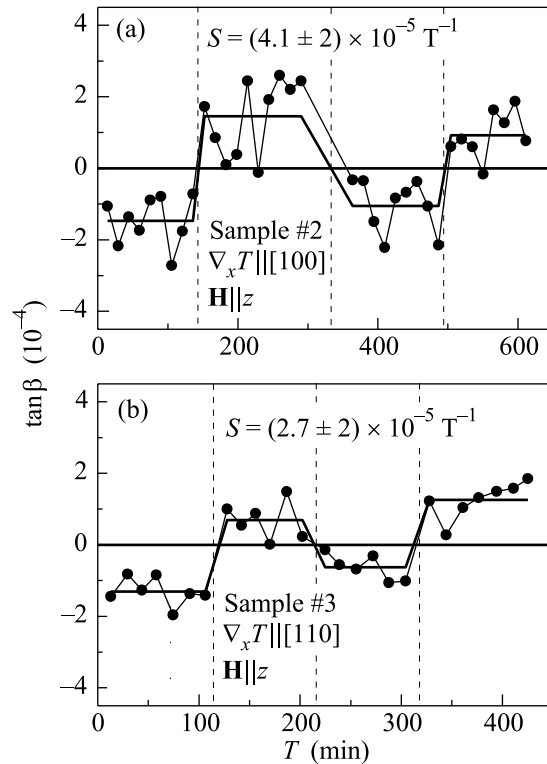 (a)
S = (4.1 ± 2) × 10⁻⁵ T⁻¹
4
2
0
−2
−4
Sample #2
∇ₓT||[100]
H||z
0 200 400 600
tanβ (10⁻⁴)
(b)
S = (2.7 ± 2) × 10⁻⁵ T⁻¹
4
2
0
−2
−4
Sample #3
∇ₓT||[110]
H||z
0 100 200 300 400
T (min)